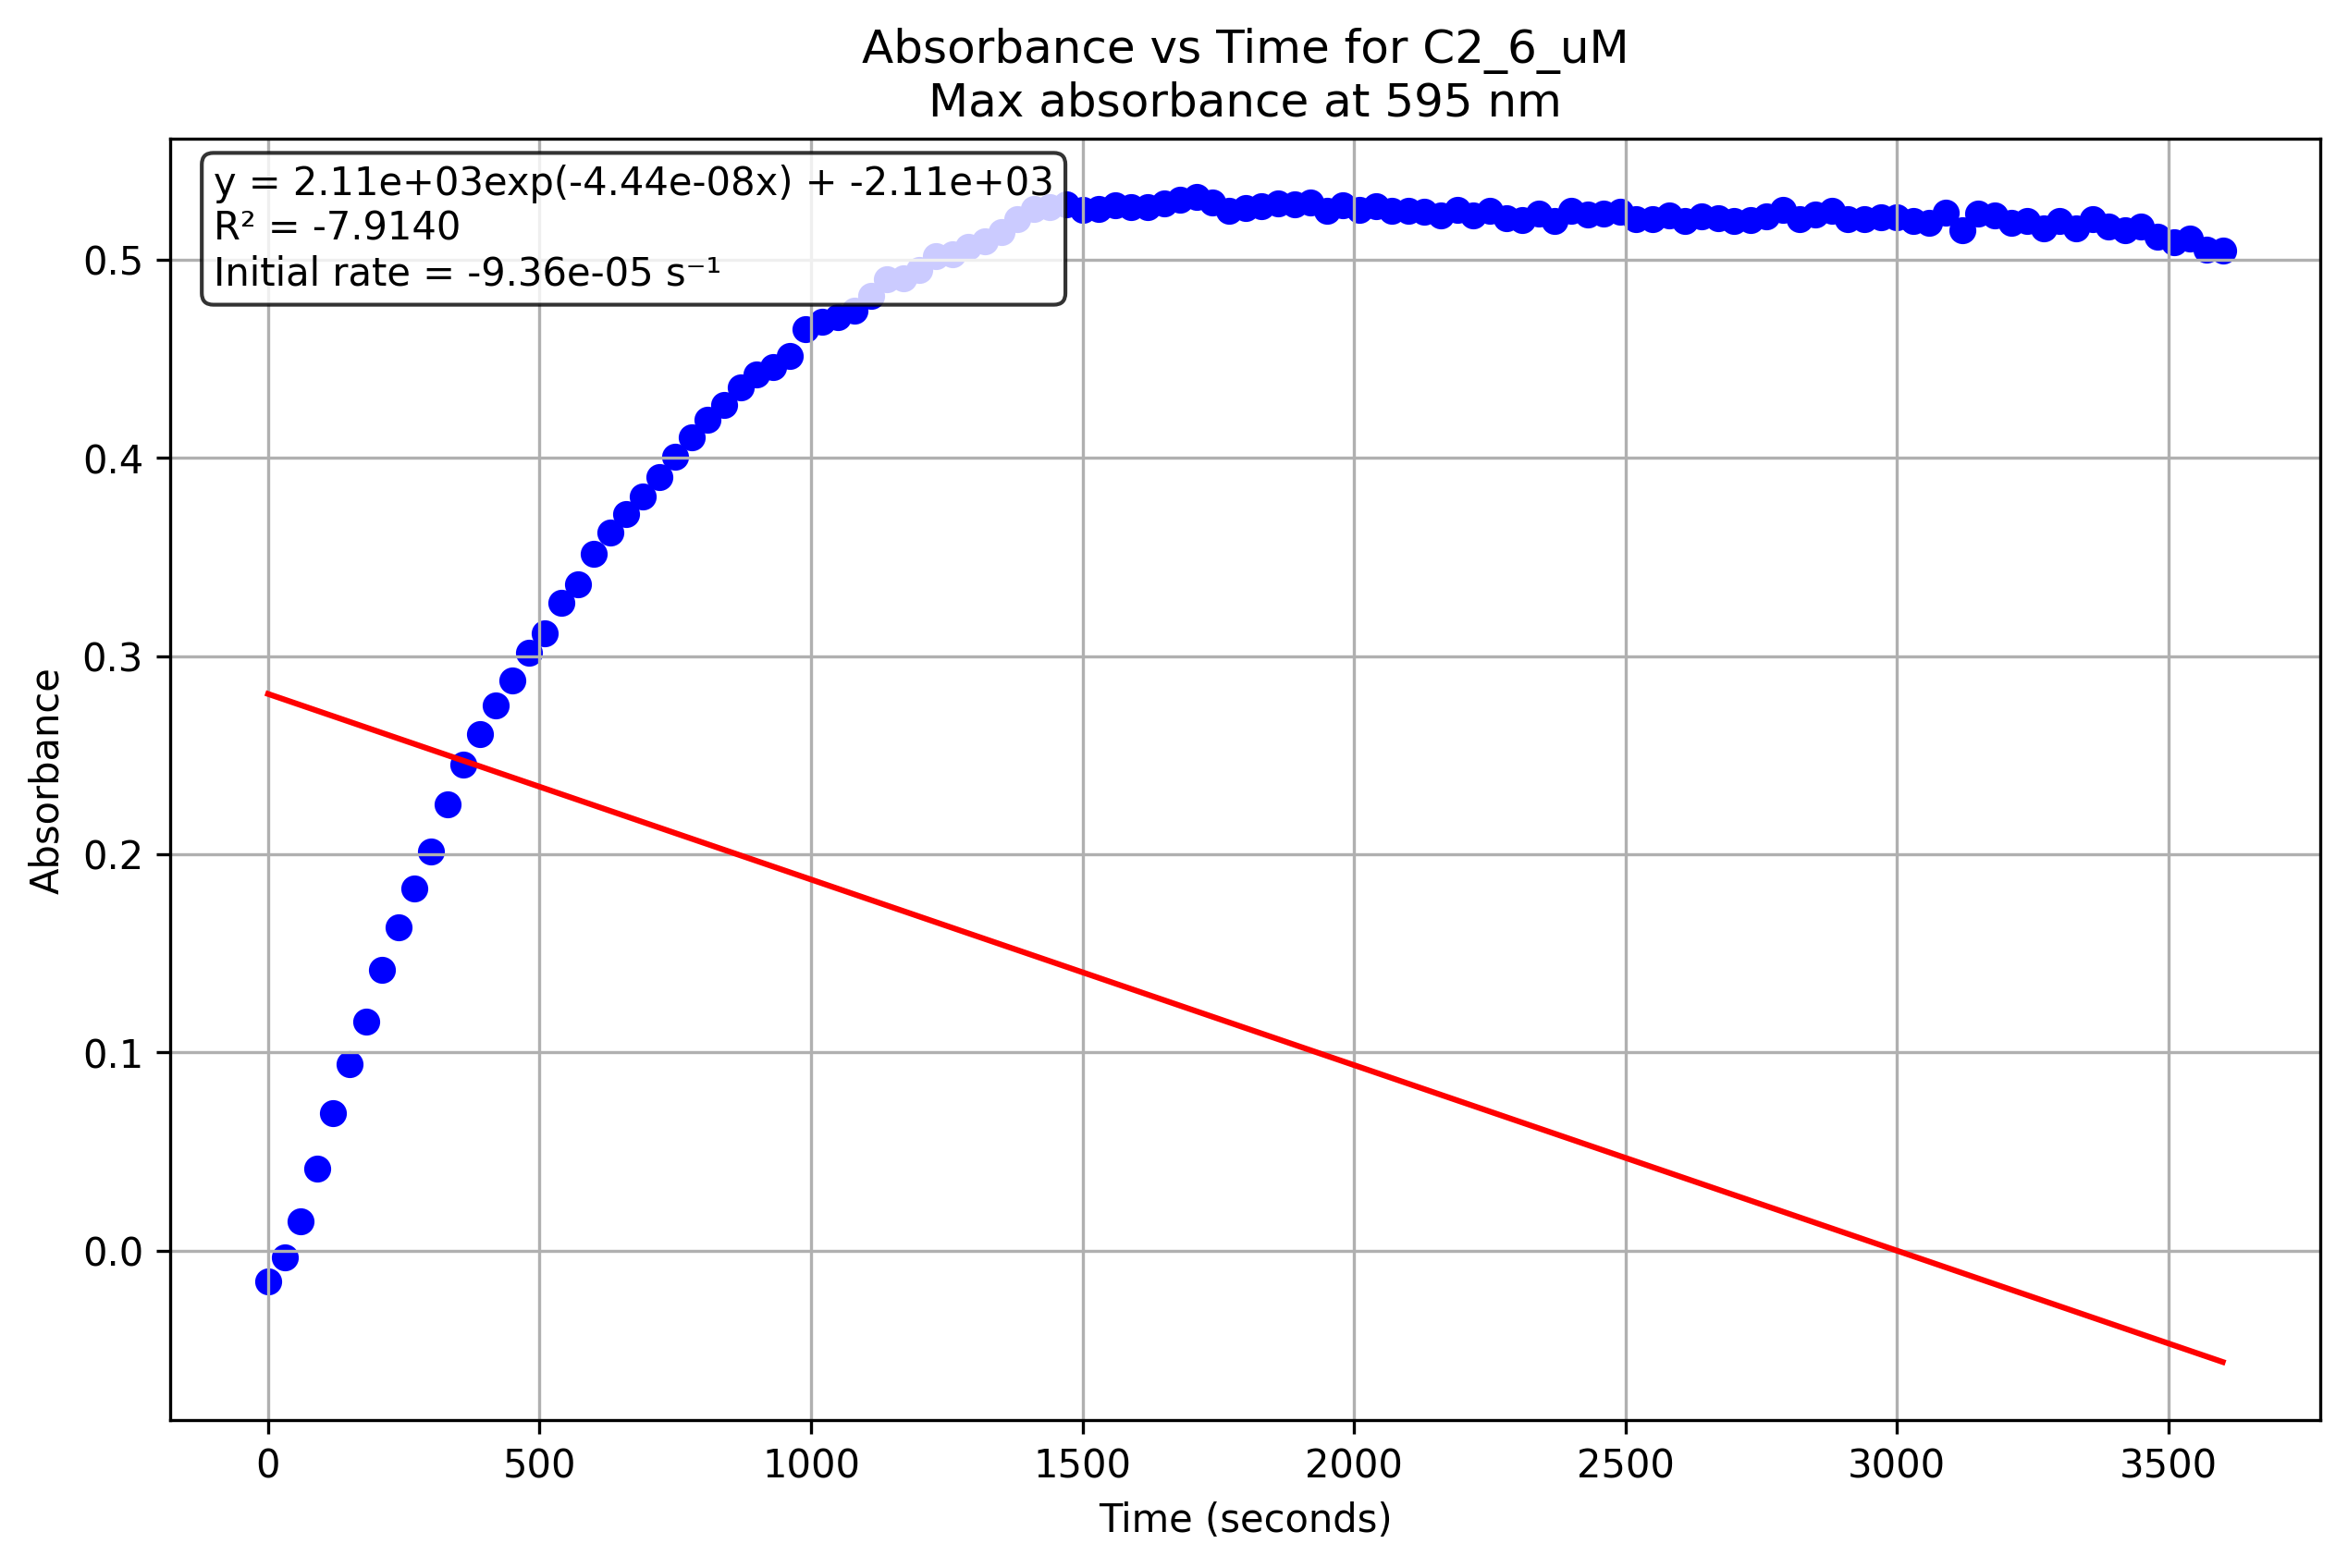 Absorbance vs Time for C2_6_uM
Max absorbance at 595 nm
y = 2.11e+03exp(-4.44e-08x) + -2.11e+03
R² = -7.9140
Initial rate = -9.36e-05 s⁻¹
0.5
0.4
0.3
0.2
0.1
0.0
Absorbance
0 500 1000 1500 2000 2500 3000 3500
Time (seconds)